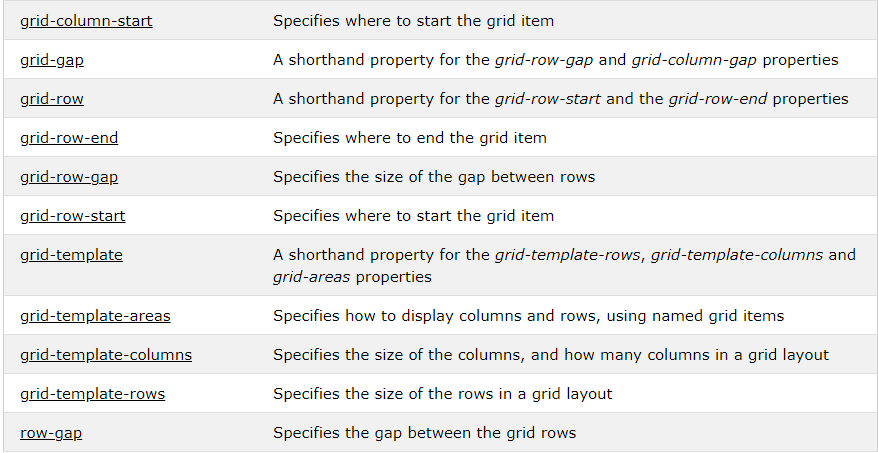 grid-column-start Specifies where to start the grid item
grid-gap A shorthand property for the grid-row-gap and grid-column-gap properties
grid-row A shorthand property for the grid-row-start and the grid-row-end properties
grid-row-end Specifies where to end the grid item
grid-row-gap Specifies the size of the gap between rows
grid-row-start Specifies where to start the grid item
grid-template A shorthand property for the grid-template-rows, grid-template-columns and
grid-areas properties
grid-template-areas Specifies how to display columns and rows, using named grid items
grid-template-columns Specifies the size of the columns, and how many columns in a grid layout
grid-template-rows Specifies the size of the rows in a grid layout
row-gap Specifies the gap between the grid rows